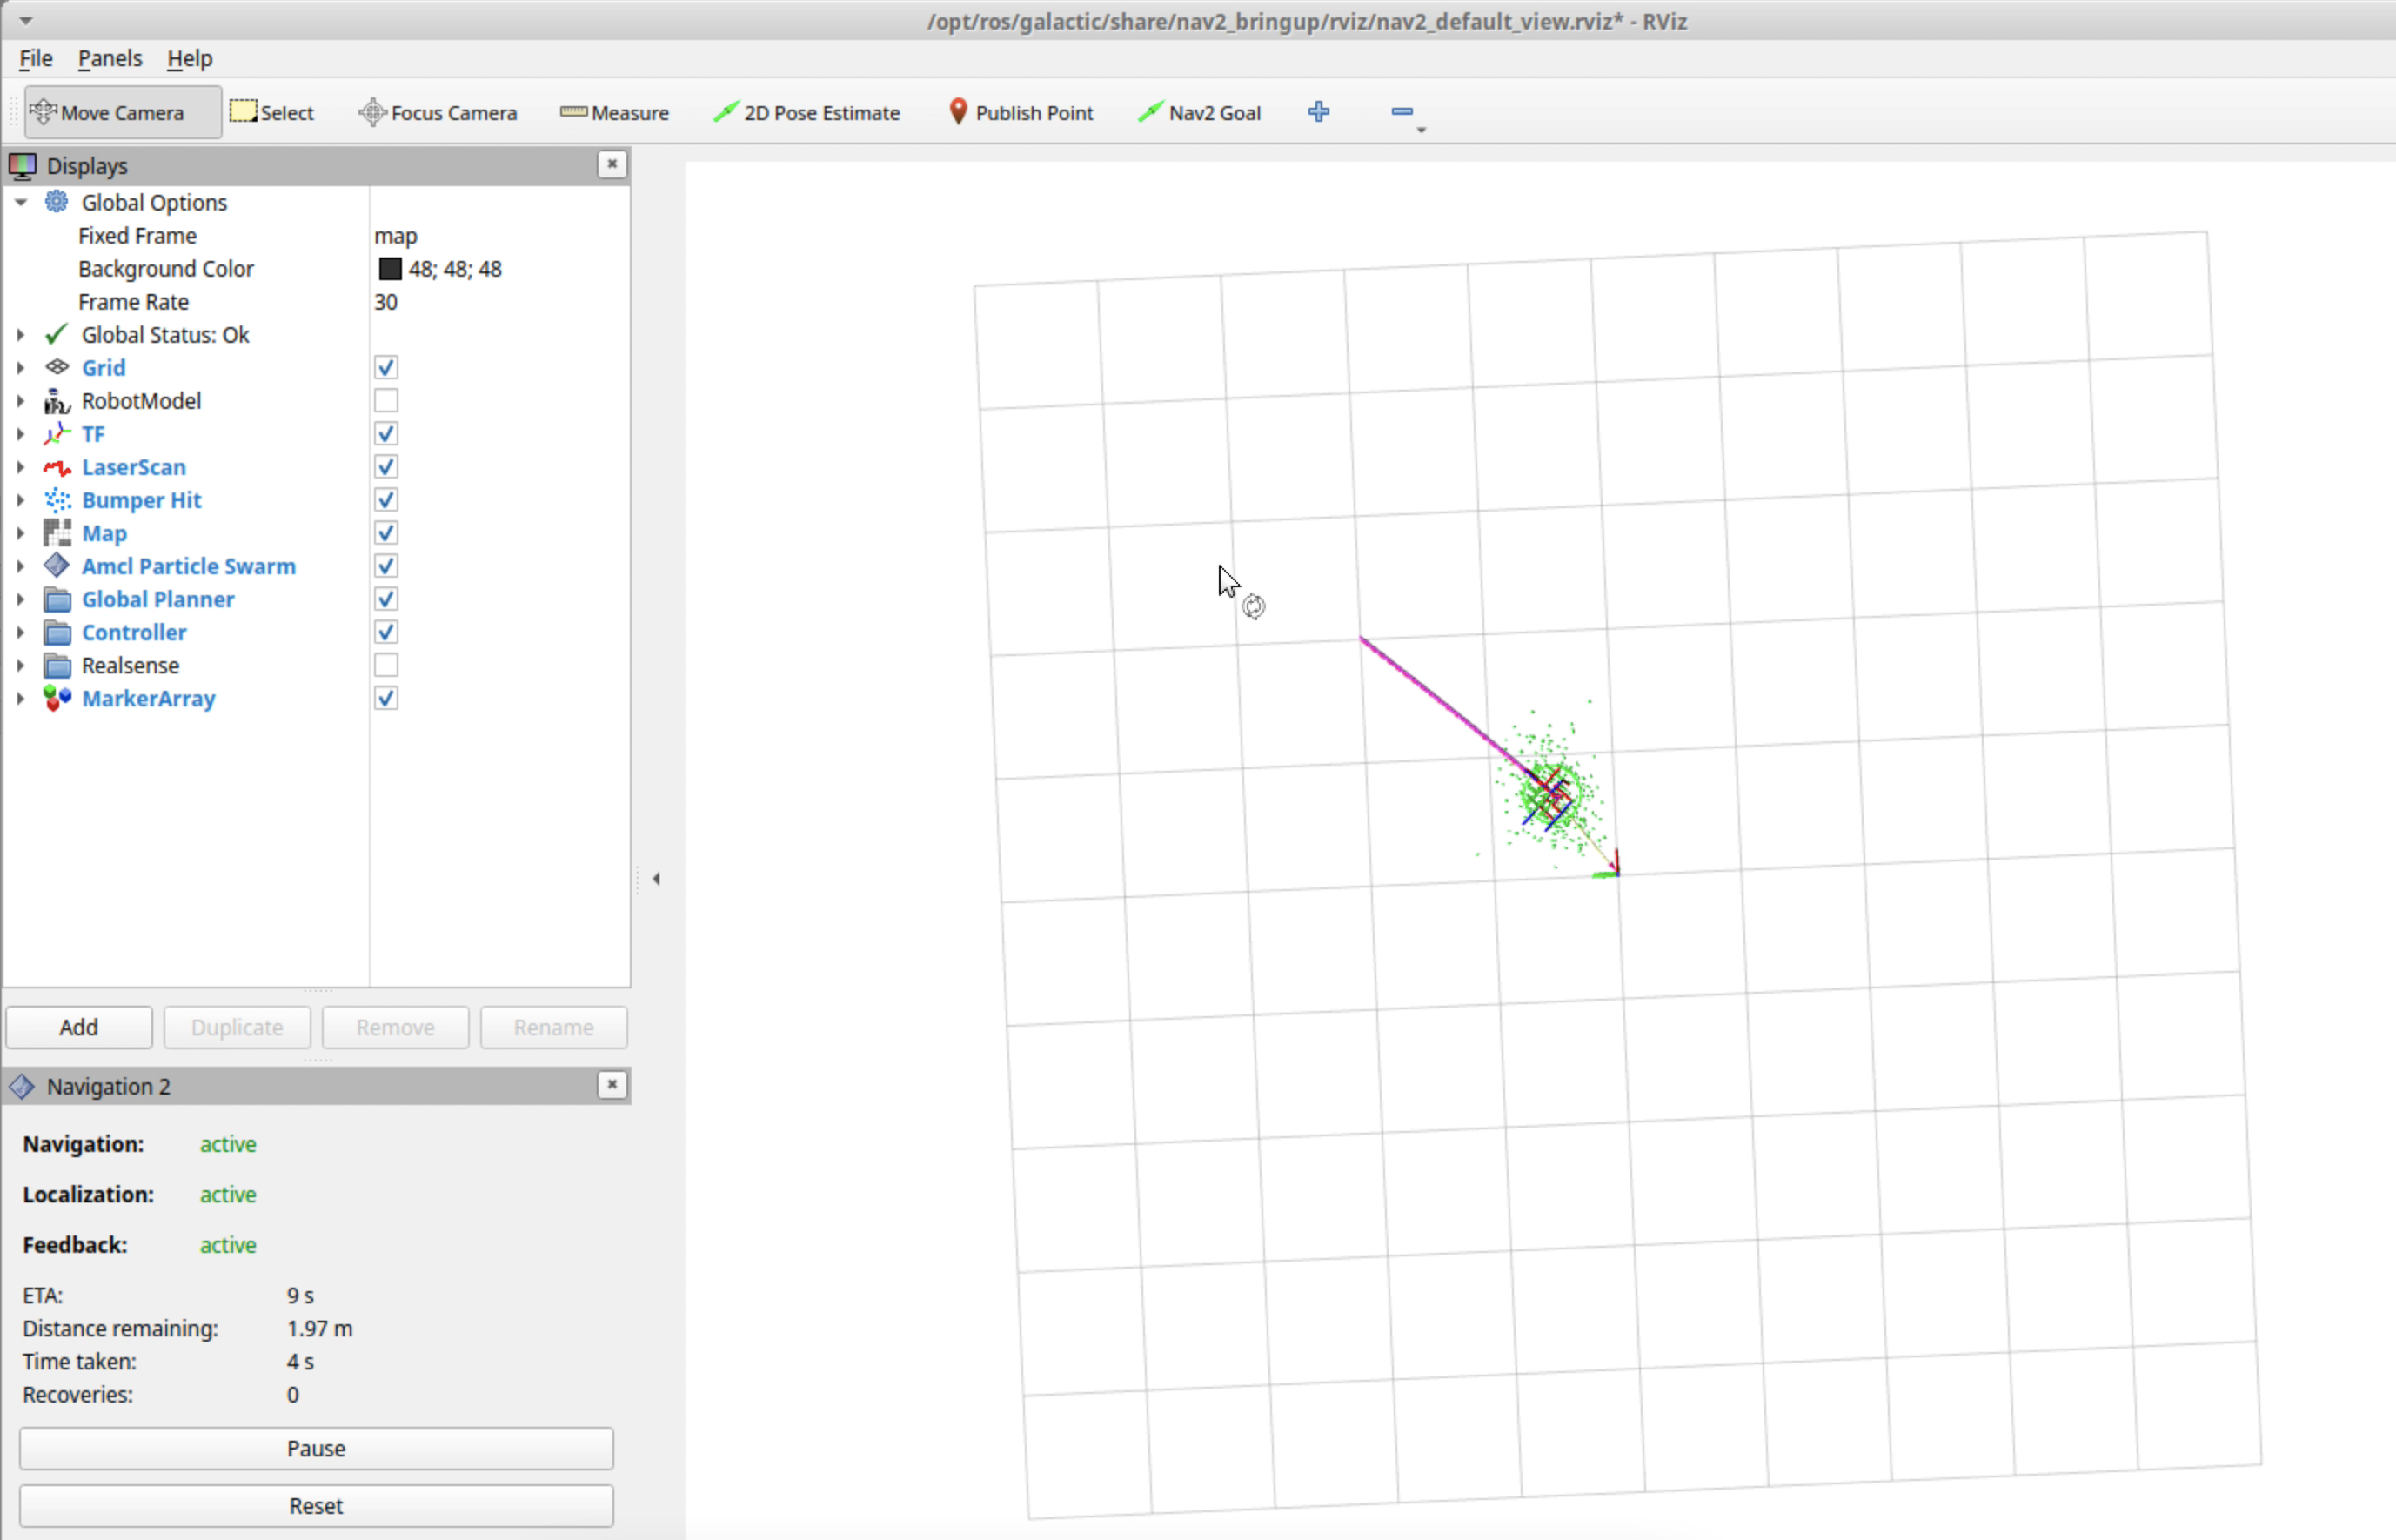 /opt/ros/galactic/share/nav2_bringup/rviz/nav2_default_view.rviz* - RViz
File Panels Help
Move Camera Select Focus Camera Measure 2D Pose Estimate Publish Point Nav2 Goal
Displays
Global Options
Fixed Frame map
Background Color 48; 48; 48
Frame Rate 30
Global Status: Ok
Grid
RobotModel
TF
LaserScan
Bumper Hit
Map
Amcl Particle Swarm
Global Planner
Controller
Realsense
MarkerArray
Add Duplicate Remove Rename
Navigation 2
Navigation: active
Localization: active
Feedback: active
ETA: 9 s
Distance remaining: 1.97 m
Time taken: 4 s
Recoveries: 0
Pause
Reset